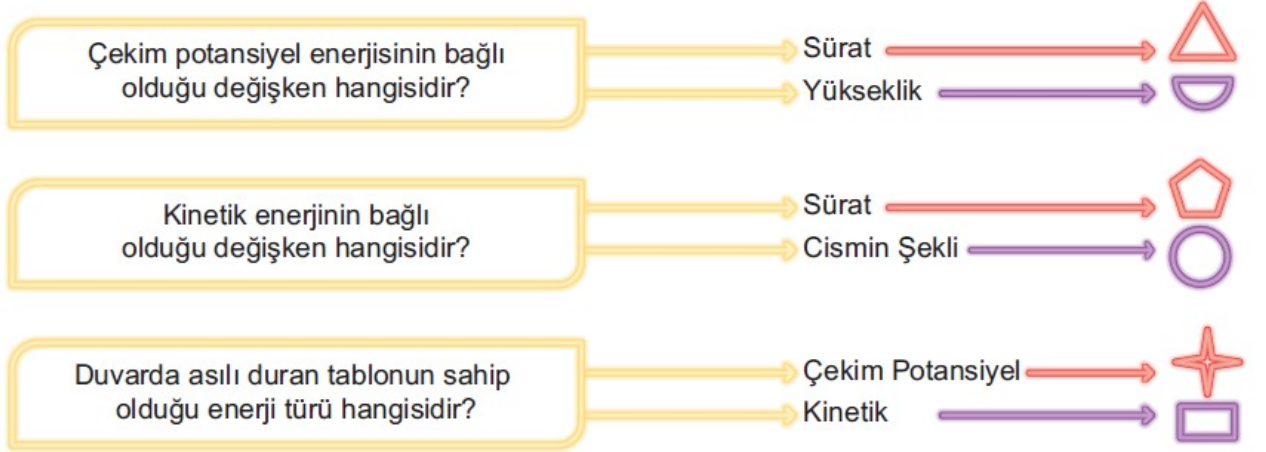 Çekim potansiyel enerjisinin bağlı
olduğu değişken hangisidir?
Sürat
Yükseklik
Kinetik enerjinin bağlı
olduğu değişken hangisidir?
Sürat
Cismin Şekli
Duvarda asılı duran tablonun sahip
olduğu enerji türü hangisidir?
Çekim Potansiyel
Kinetik